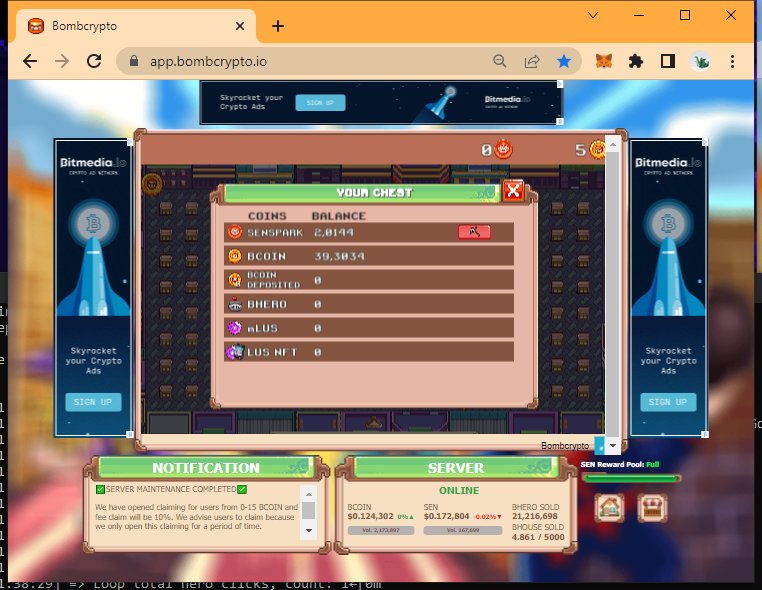 Bombcrypto
app.bombcrypto.io
Skyrocket your
Crypto Ads
SIGN UP
Bitmedia.io
CRYPTO AD NETWORK
Bitmedia.io
CRYPTO AD NETWORK
Skyrocket
your Crypto
Ads
SIGN UP
0
5
YOUR CHEST
COINS BALANCE
SENSPARK 2,0144
BCOIN 39,3034
BCOIN
DEPOSITED 0
BHERO 0
nLUS 0
LUS NFT 0
Bitmedia.io
CRYPTO AD NETWORK
Skyrocket
your Crypto
Ads
SIGN UP
Bombcrypto
NOTIFICATION
✅SERVER MAINTENANCE COMPLETED✅
We have opened claiming for users from 0-15 BCOIN and
fee claim will be 10%. We advise users to claim because
we only open this claiming for a period of time.
SERVER
ONLINE
BCOIN
$0.124,302 0%▲
Vol. 2,173,897
SEN
$0.172,804 -0.02%▼
Vol. 167,699
BHERO SOLD
21,216,698
BHOUSE SOLD
4.861 / 5000
SEN Reward Pool: Full
1:38:29| => Loop total hero clicks, count: 1←[0m